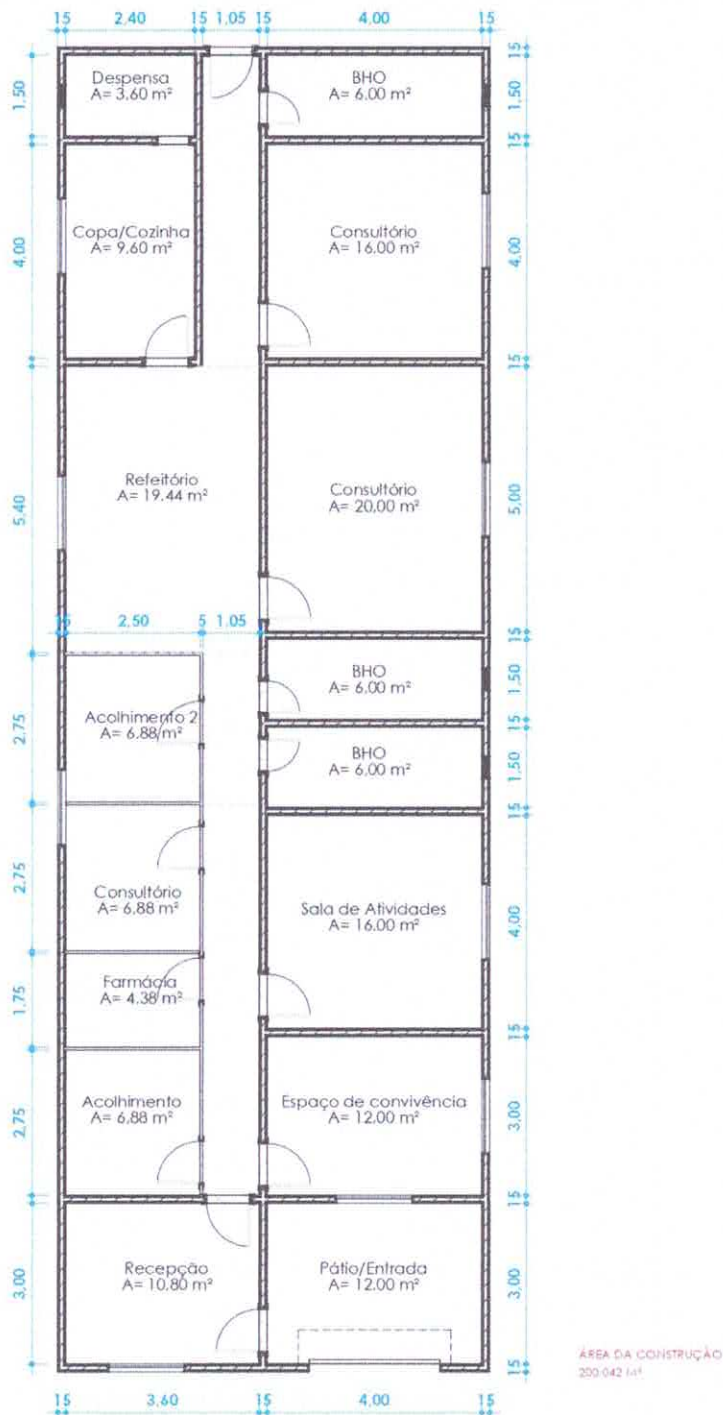 15 2,40 15 1,05 15 4,00 15
Despensa
A= 3,60 m²
BHO
A= 6.00 m²
15
1,50
1,50
15
Copa/Cozinha
A= 9,60 m²
Consultório
A= 16.00 m²
4,00
4,00
15
Refeitório
A= 19.44 m²
Consultório
A= 20,00 m²
5,40
5,00
15 2,50 5 1,05
15
BHO
A= 6.00 m²
1,50
15
Acolhimento 2
A= 6.88 m²
2,75
BHO
A= 6,00 m²
1,50
15
Consultório
A= 6.88 m²
2,75
Sala de Atividades
A= 16.00 m²
4,00
Farmácia
A= 4.38 m²
1,75
15
Acolhimento
A= 6,88 m²
2,75
Espaço de convivência
A= 12.00 m²
3,00
15
Recepção
A= 10.80 m²
3,00
Pátio/Entrada
A= 12.00 m²
3,00
15
ÁREA DA CONSTRUÇÃO
200.042 M²
15 3,60 15 4,00 15